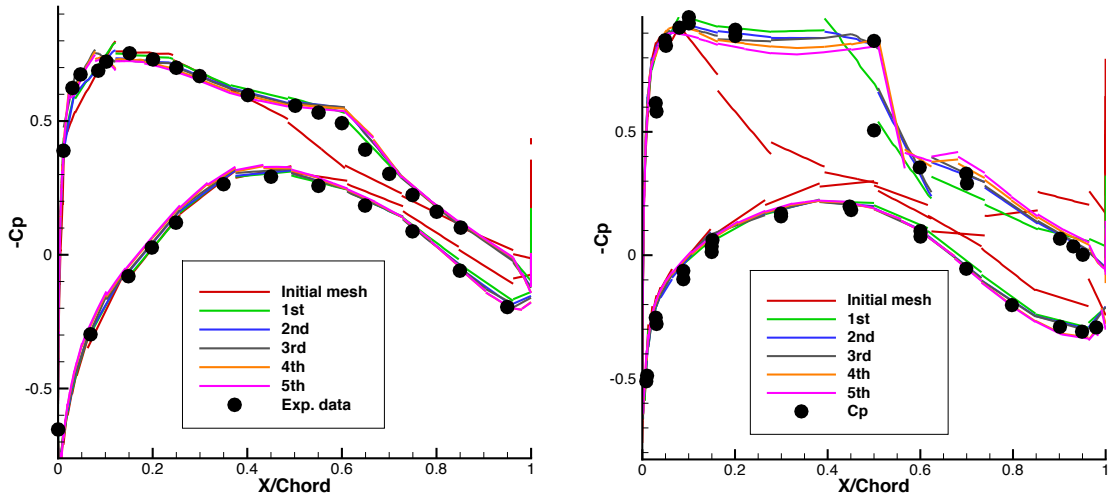 -Cp
0.5
0
-0.5
0
0.2
0.4
0.6
0.8
1
X/Chord
Initial mesh
1st
2nd
3rd
4th
5th
Exp. data
-Cp
0.5
0
-0.5
0
0.2
0.4
0.6
0.8
1
X/Chord
Initial mesh
1st
2nd
3rd
4th
5th
Cp